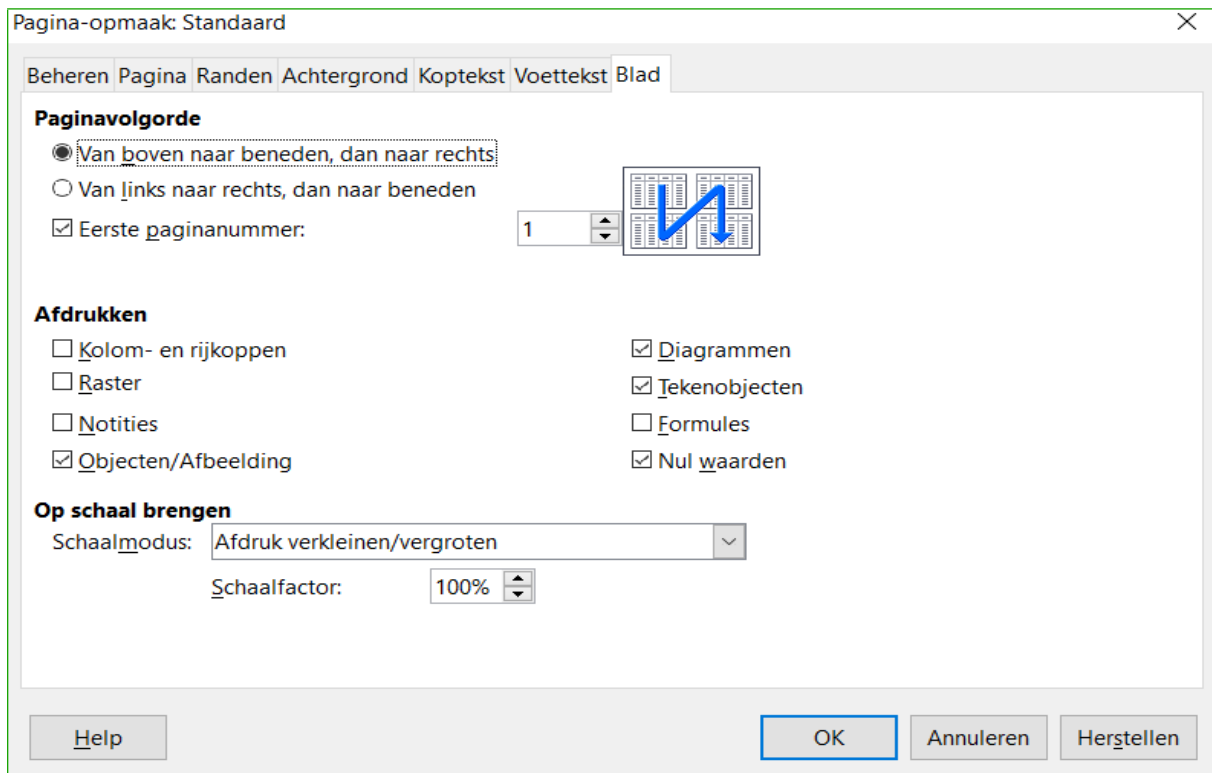 Pagina-opmaak: Standaard
Beheren Pagina Randen Achtergrond Koptekst Voettekst Blad
Paginavolgorde
Van boven naar beneden, dan naar rechts
Van links naar rechts, dan naar beneden
Eerste paginanummer: 1
Afdrukken
Kolom- en rijkoppen Diagrammen
Raster Tekenobjecten
Notities Formules
Objecten/Afbeelding Nul waarden
Op schaal brengen
Schaalmodus: Afdruk verkleinen/vergroten
Schaalfactor: 100%
Help OK Annuleren Herstellen